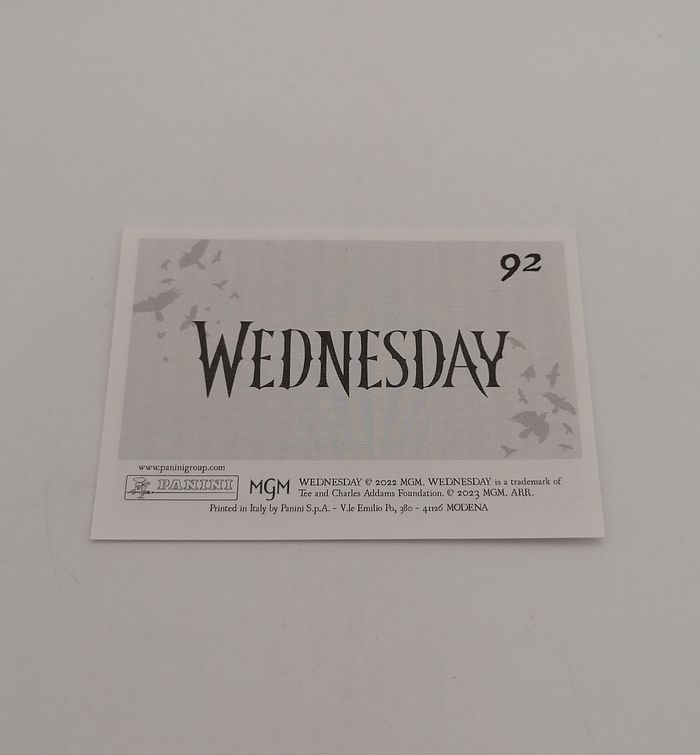 92
WEDNESDAY
www.paninigroup.com
PANINI
MGM
WEDNESDAY © 2022 MGM. WEDNESDAY is a trademark of
Tee and Charles Addams Foundation. © 2023 MGM. ARR.
Printed in Italy by Panini S.p.A. - V.le Emilio Po, 380 - 41126 MODENA